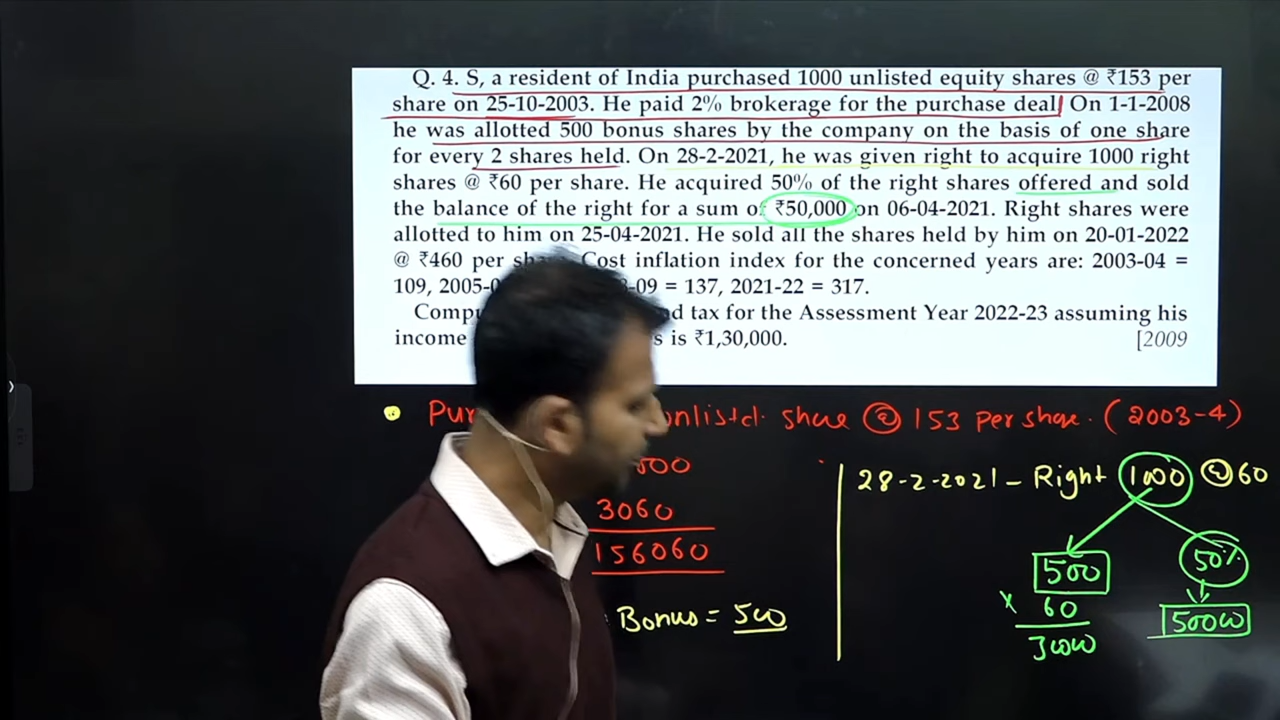 Q. 4. S, a resident of India purchased 1000 unlisted equity shares @ ₹153 per
share on 25-10-2003. He paid 2% brokerage for the purchase deal. On 1-1-2008
he was allotted 500 bonus shares by the company on the basis of one share
for every 2 shares held. On 28-2-2021, he was given right to acquire 1000 right
shares @ ₹60 per share. He acquired 50% of the right shares offered and sold
the balance of the right for a sum of ₹50,000 on 06-04-2021. Right shares were
allotted to him on 25-04-2021. He sold all the shares held by him on 20-01-2022
@ ₹460 per Cost inflation index for the concerned years are: 2003-04 =
109, = 137, 2021-22 = 317.
tax for the Assessment Year 2022-23 assuming his
income is ₹1,30,000. [2009
share @ 153 per share. (2003-4)
3060
156060
Bonus = 500
28-2-2021 - Right 1000 @ 60
500 50%
x 60 50000
30000